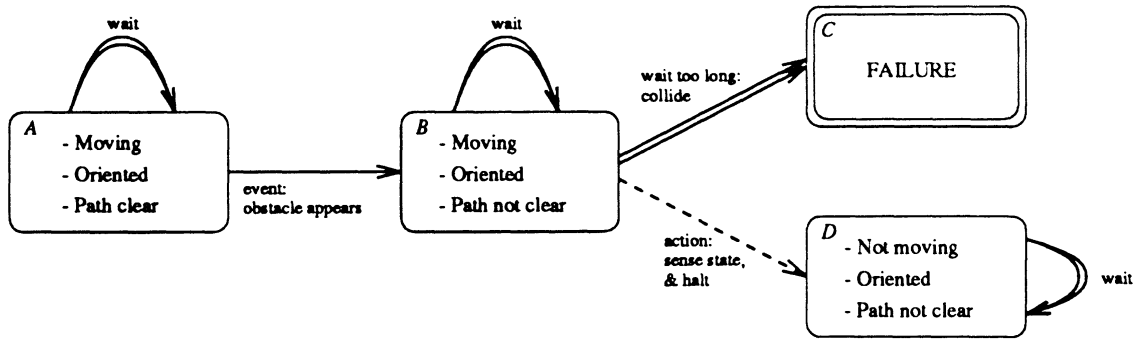 wait
A
- Moving
- Oriented
- Path clear
event:
obstacle appears
wait
B
- Moving
- Oriented
- Path not clear
wait too long:
collide
C
FAILURE
action:
sense state,
& halt
D
- Not moving
- Oriented
- Path not clear
wait